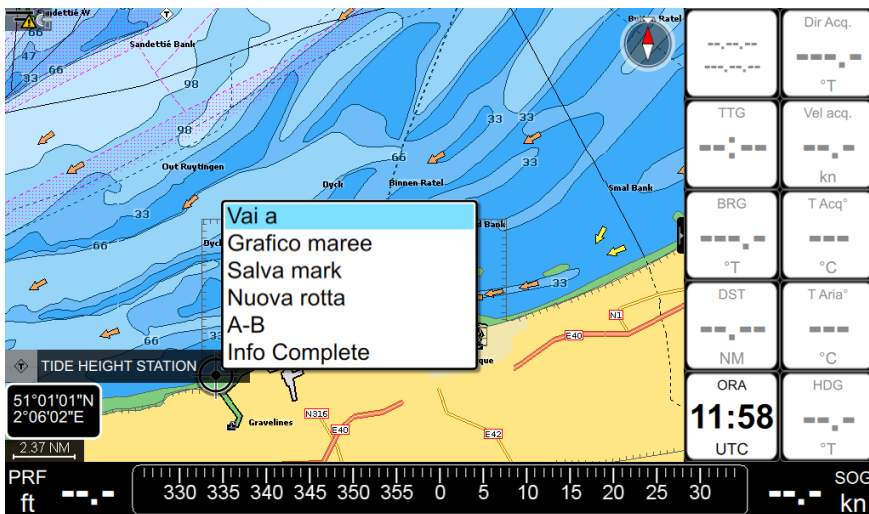 Sandettié W
66
47
33
66
Sandettié Bank
T
98
98
Out Ruytingen
33
66
66
33
33
33
Dyck
Binnen Ratel
Smal Bank
33
66
33
Vai a
Grafico maree
Salva mark
Nuova rotta
A-B
Info Complete
TIDE HEIGHT STATION
51°01'01"N
2°06'02"E
2.37 NM
Gravelines
N316
E40
E42
E40
N1
--.--.--
---.--.--
Dir Acq.
---.-
°T
TTG
--:--
Vel acq.
--.-
kn
BRG
---.-
°T
T Acq°
---
°C
DST
--.--
NM
T Aria°
---
°C
ORA
11:58
UTC
HDG
--.-
°T
PRF
ft
--.-
330 335 340 345 350 355 0 5 10 15 20 25 30
--.-
SOG
kn